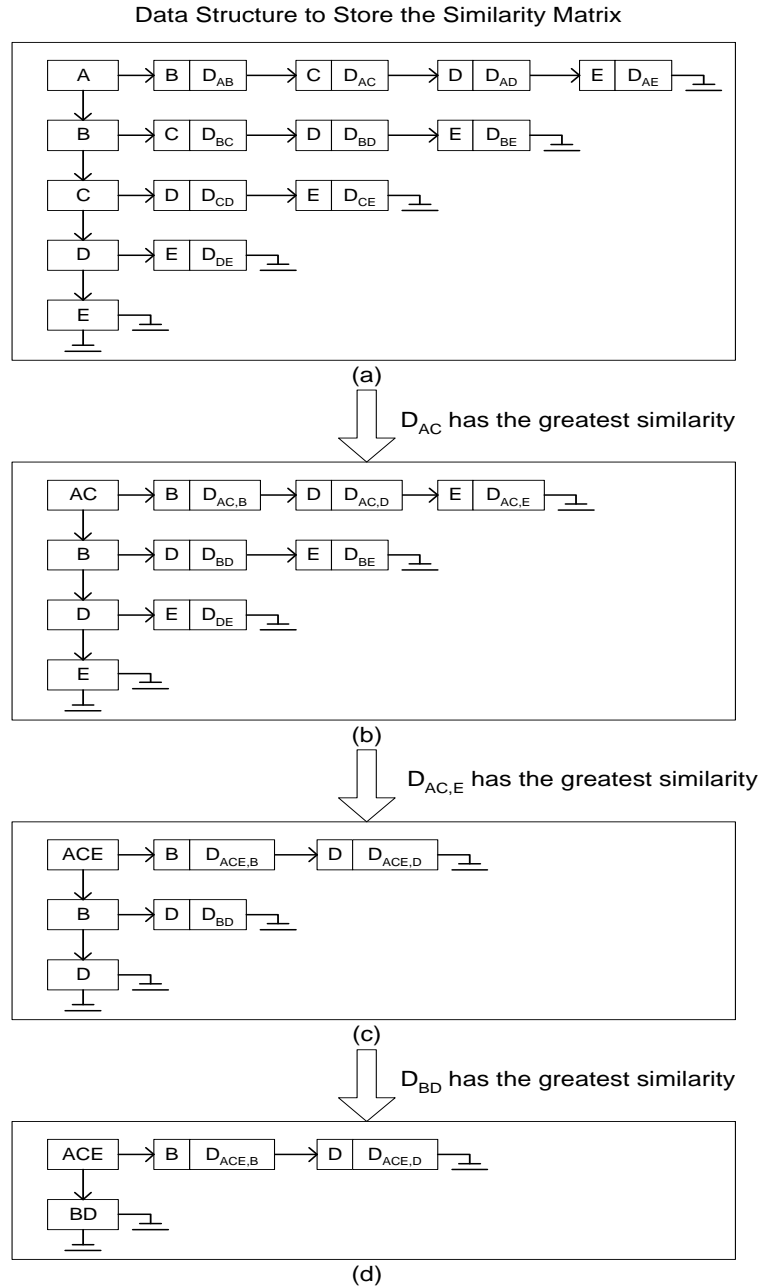 Data Structure to Store the Similarity Matrix
A B D_AB C D_AC D D_AD E D_AE
B C D_BC D D_BD E D_BE
C D D_CD E D_CE
D E D_DE
E
(a)
D_AC has the greatest similarity
AC B D_AC,B D D_AC,D E D_AC,E
B D D_BD E D_BE
D E D_DE
E
(b)
D_AC,E has the greatest similarity
ACE B D_ACE,B D D_ACE,D
B D D_BD
D
(c)
D_BD has the greatest similarity
ACE B D_ACE,B D D_ACE,D
BD
(d)